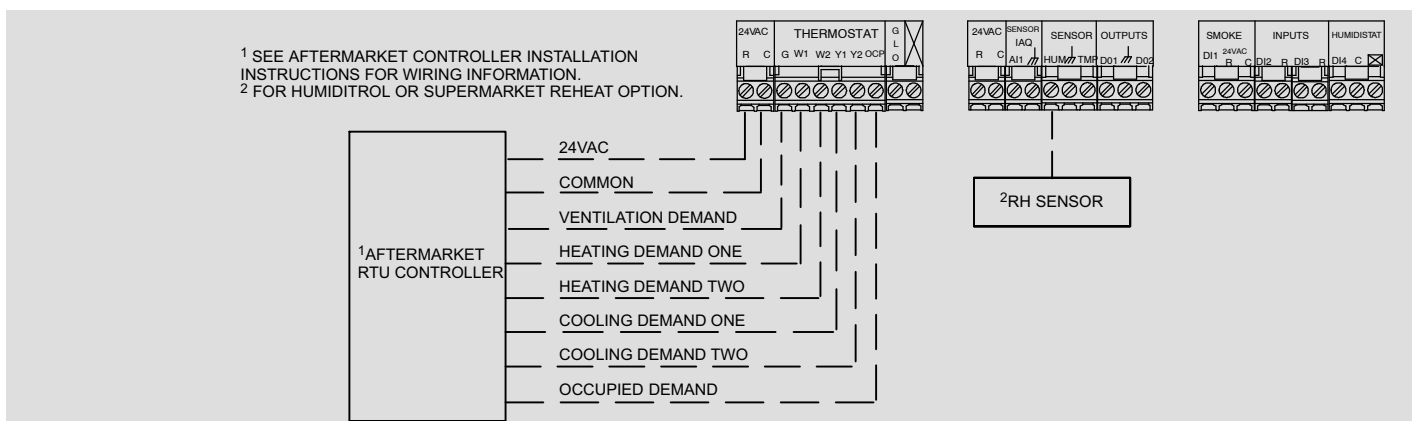 1 SEE AFTERMARKET CONTROLLER INSTALLATION
INSTRUCTIONS FOR WIRING INFORMATION.
2 FOR HUMIDITROL OR SUPERMARKET REHEAT OPTION.
24VAC THERMOSTAT G
L
O
R C G W1 W2 Y1 Y2 OCP
24VAC SENSOR SENSOR OUTPUTS
IAQ
R C AI1 HUM TMP D01 D02
SMOKE INPUTS HUMIDISTAT
DI1 24VAC
R C DI2 R DI3 R DI4 C
24VAC
COMMON
VENTILATION DEMAND
HEATING DEMAND ONE
HEATING DEMAND TWO
COOLING DEMAND ONE
COOLING DEMAND TWO
OCCUPIED DEMAND
1AFTERMARKET
RTU CONTROLLER
2RH SENSOR